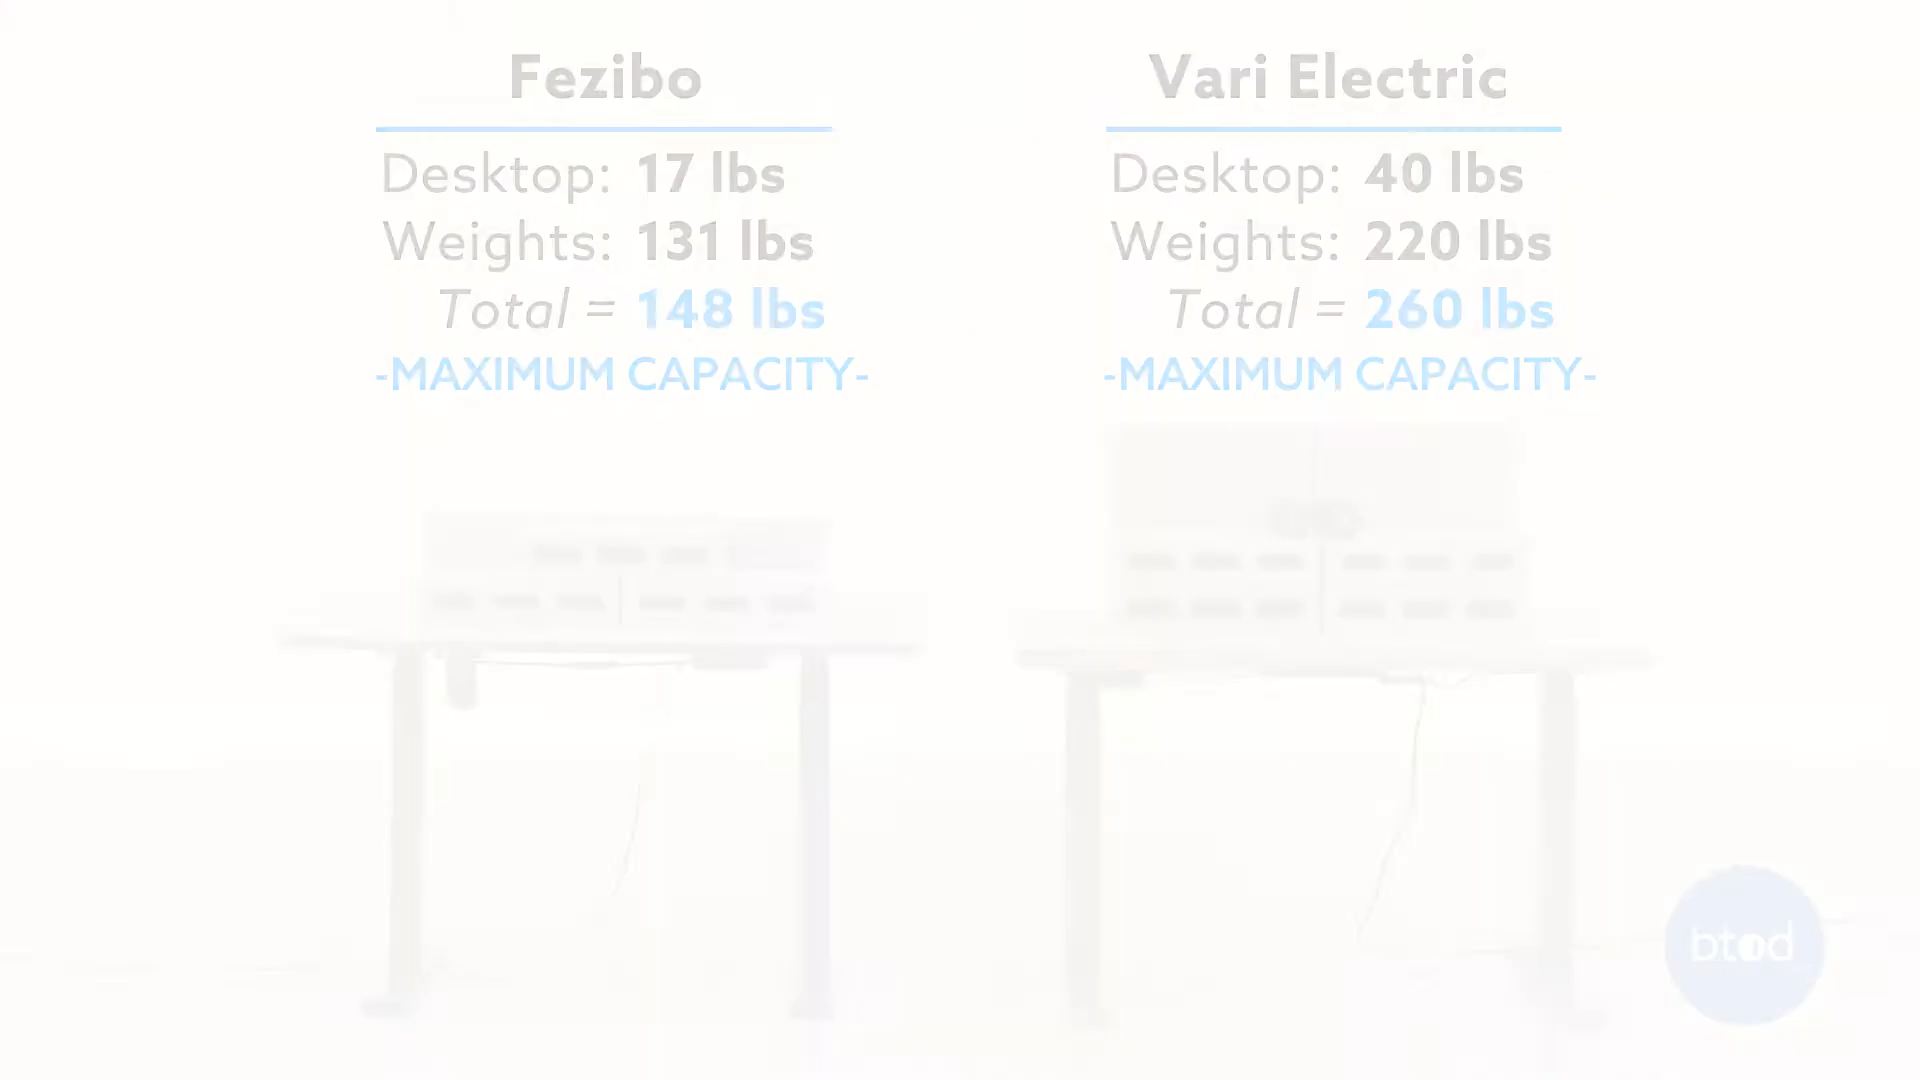 Fezibo
Desktop: 17 lbs
Weights: 131 lbs
Total = 148 lbs
-MAXIMUM CAPACITY-
Vari Electric
Desktop: 40 lbs
Weights: 220 lbs
Total = 260 lbs
-MAXIMUM CAPACITY-
btod